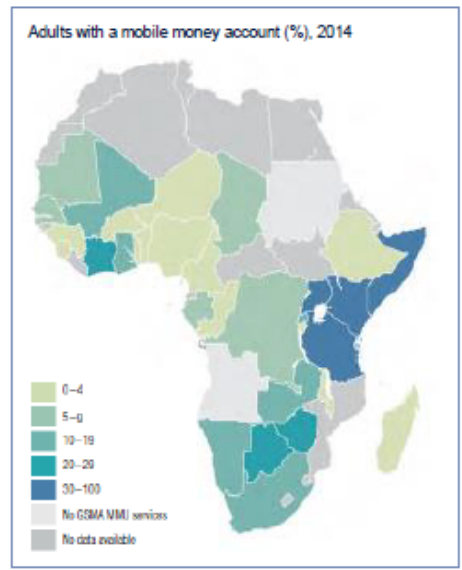 Adults with a mobile money account (%), 2014
0–4
5–9
10–19
20–29
30–100
No GSMA MMU services
No data available